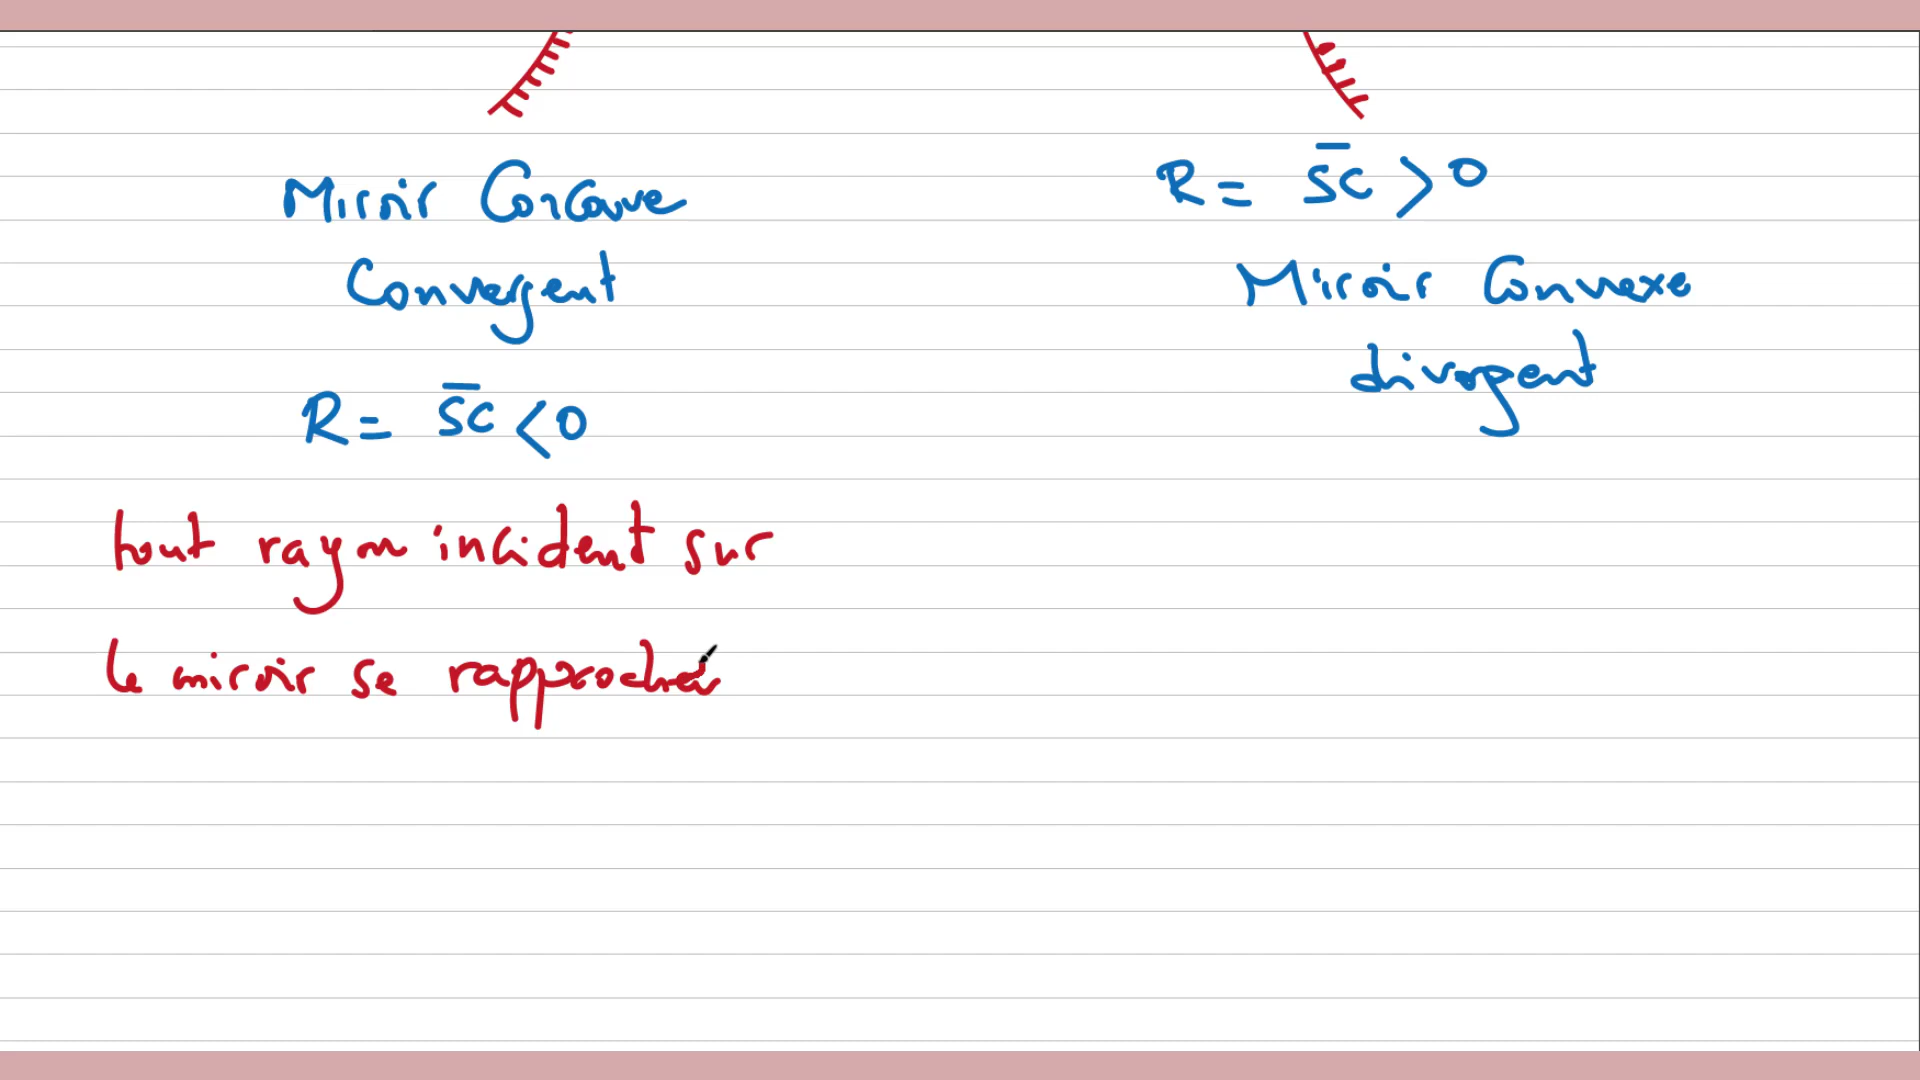 Miroir Concave
Convergent
R = S̅C̅ < 0
tout rayon incident sur
le miroir se rapprocher
R = S̅C̅ > 0
Miroir Convexe
divergent